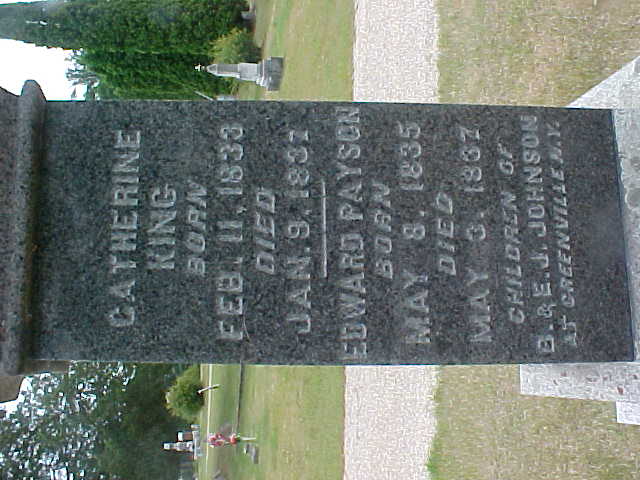 CATHERINE
KING
BORN
FEB. 11, 1833
DIED
JAN. 9. 1837
EDWARD PAYSON
BORN
MAY 8. 1835
DIED
MAY 3. 1837
CHILDREN OF
B. & E. J. JOHNSON
AT GREENVILLE N.Y.